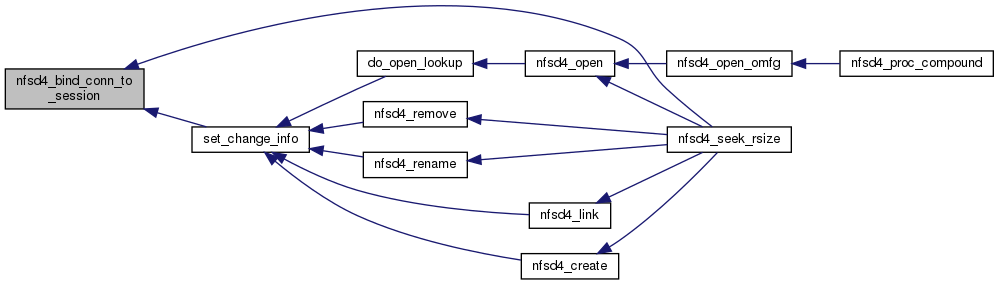 nfsd4_bind_conn_to
_session
set_change_info
do_open_lookup
nfsd4_open
nfsd4_open_omfg
nfsd4_proc_compound
nfsd4_remove
nfsd4_rename
nfsd4_seek_rsize
nfsd4_link
nfsd4_create